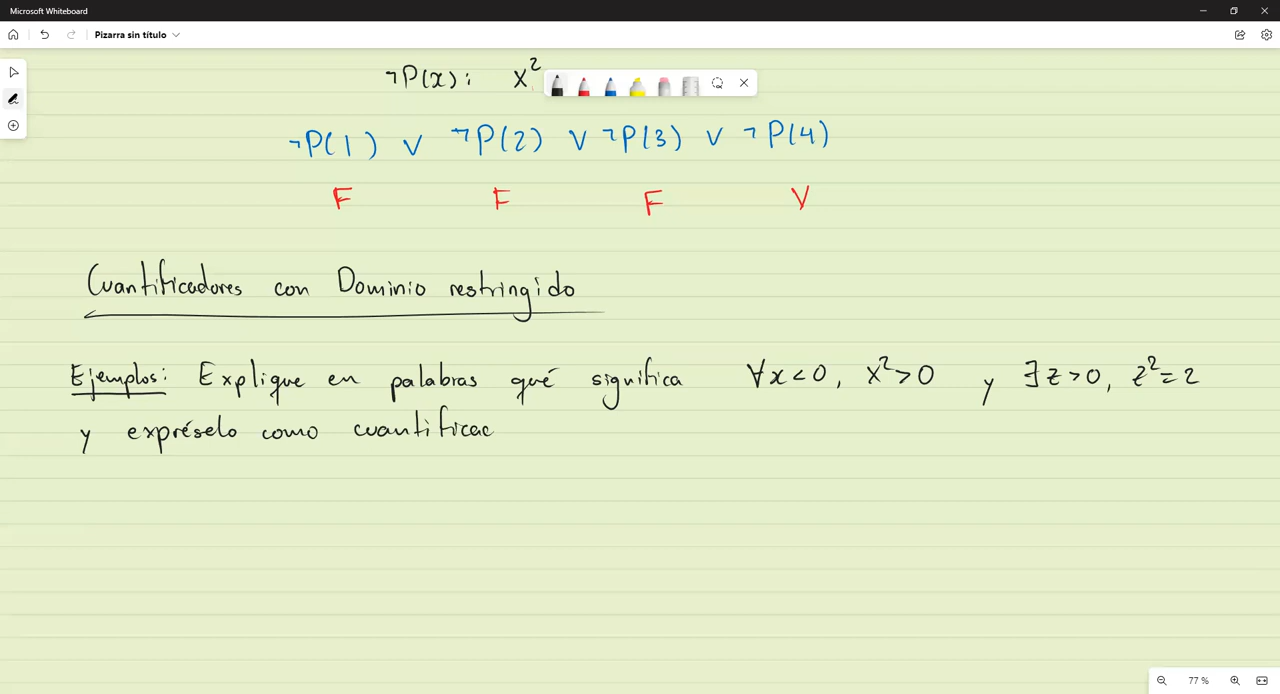 Microsoft Whiteboard
Pizarra sin título
¬P(x): x²
¬P(1) ∨ ¬P(2) ∨ ¬P(3) ∨ ¬P(4)
F F F V
Cuantificadores con Dominio restringido
Ejemplos: Explique en palabras qué significa ∀x<0, x²>0 y ∃z>0, z²=2
y expréselo como cuantificac
77 %